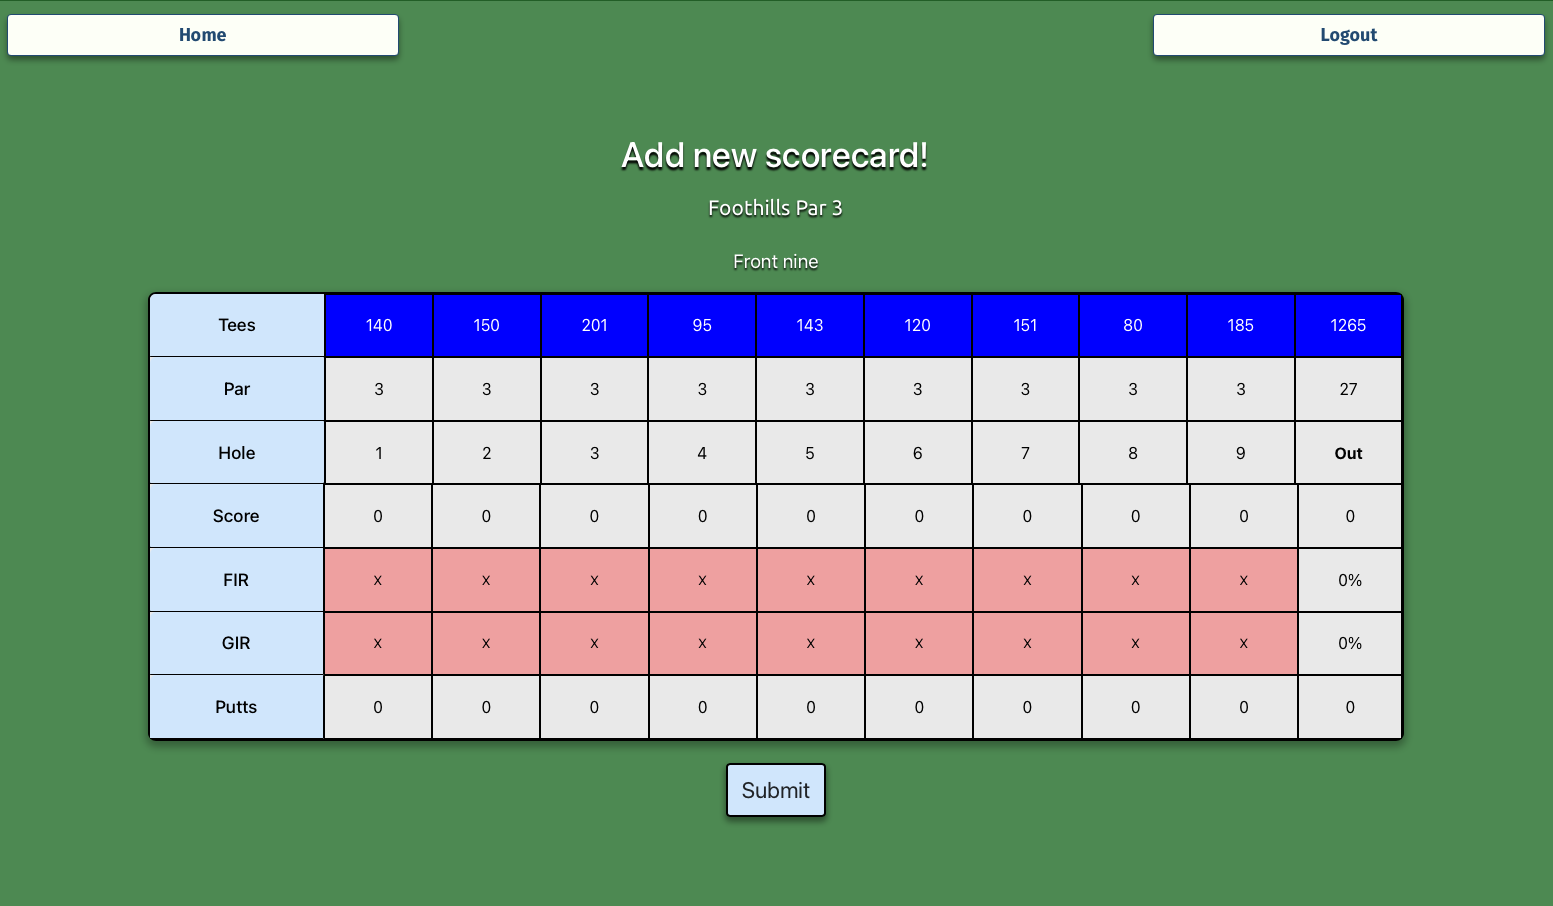 Home Logout
Add new scorecard!
Foothills Par 3
Front nine
Tees 140 150 201 95 143 120 151 80 185 1265
Par 3 3 3 3 3 3 3 3 3 27
Hole 1 2 3 4 5 6 7 8 9 Out
Score 0 0 0 0 0 0 0 0 0 0
FIR X X X X X X X X X 0%
GIR X X X X X X X X X 0%
Putts 0 0 0 0 0 0 0 0 0 0
Submit